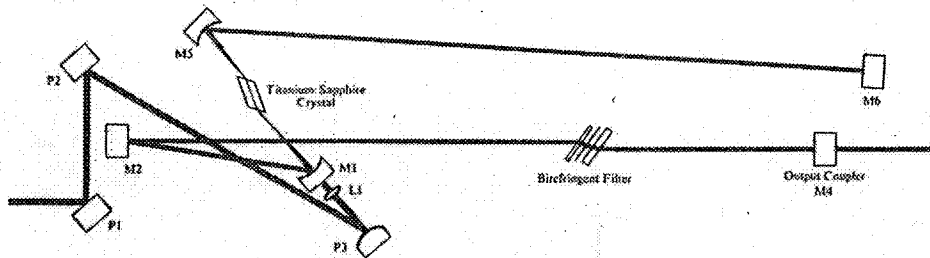 M5
P2
Titanium Sapphire
Crystal
M6
M2
M1
L1
Birefringent Filter
Output Coupler
M4
P1
P3